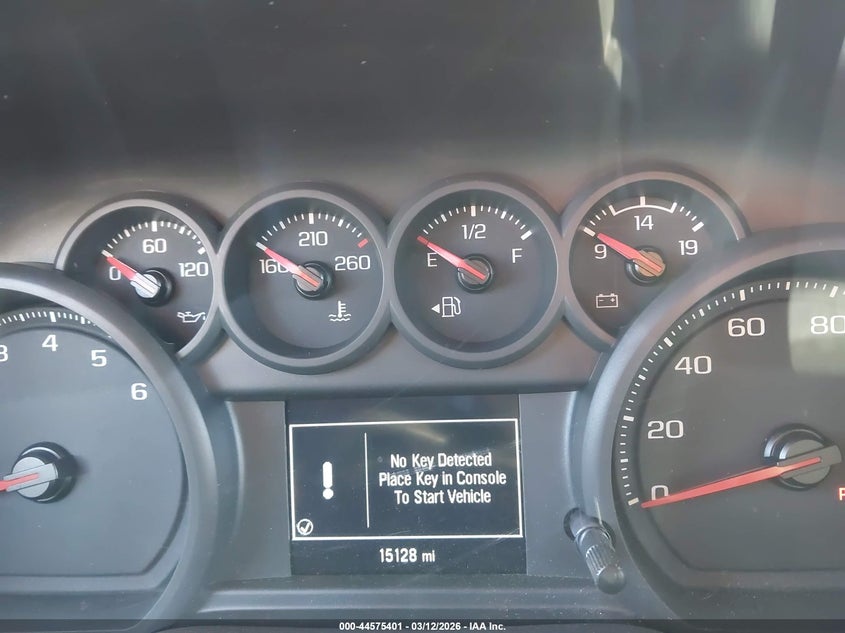 60
0 120
210
160 260
1/2
E F
14
9 19
3 4 5 6
0 20 40 60 80
No Key Detected
Place Key in Console
To Start Vehicle
15128 mi
000-44575401 - 03/12/2026 - IAA Inc.